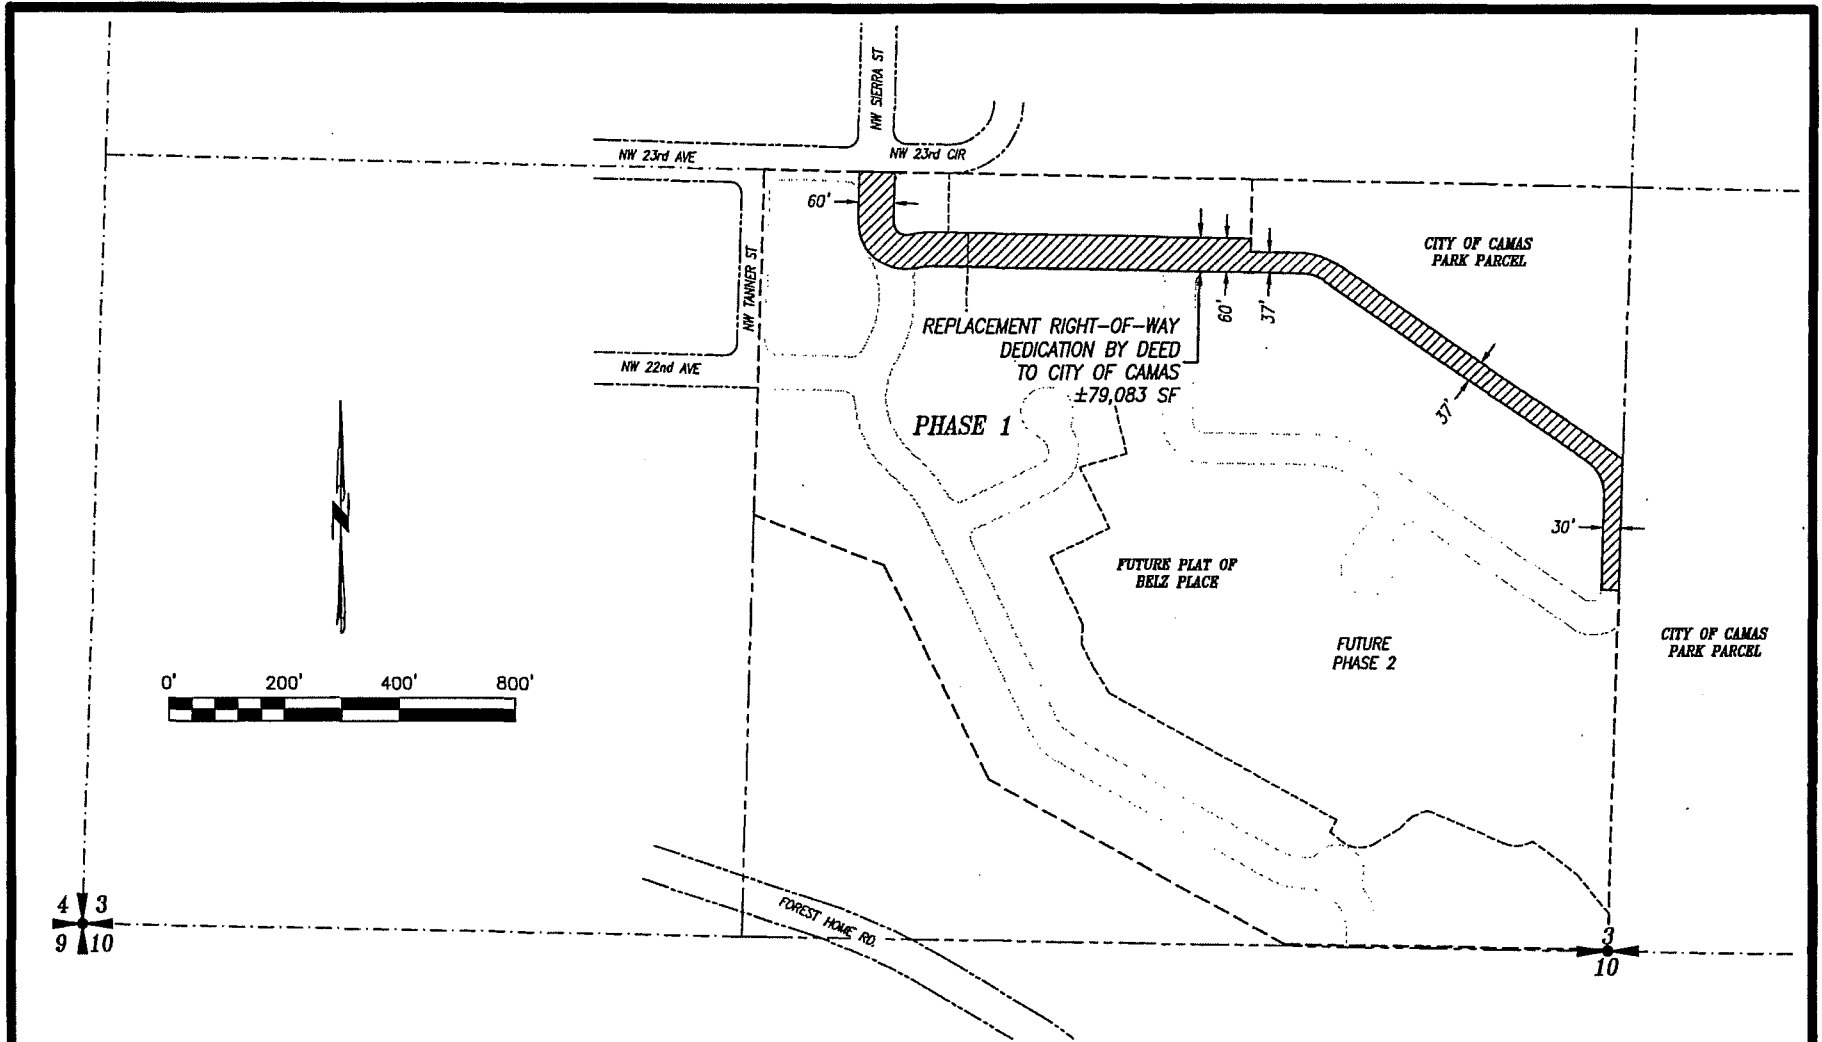 NW SIERRA ST
NW 23rd AVE
NW 23rd CIR
60'
NW TANNER ST
CITY OF CAMAS
PARK PARCEL
60'
37'
REPLACEMENT RIGHT-OF-WAY
DEDICATION BY DEED
TO CITY OF CAMAS
±79,083 SF
NW 22nd AVE
37'
PHASE 1
N
30'
FUTURE PLAT OF
BELZ PLACE
FUTURE
PHASE 2
CITY OF CAMAS
PARK PARCEL
0' 200' 400' 800'
4 3
9 10
FOREST HOME RD.
3
10